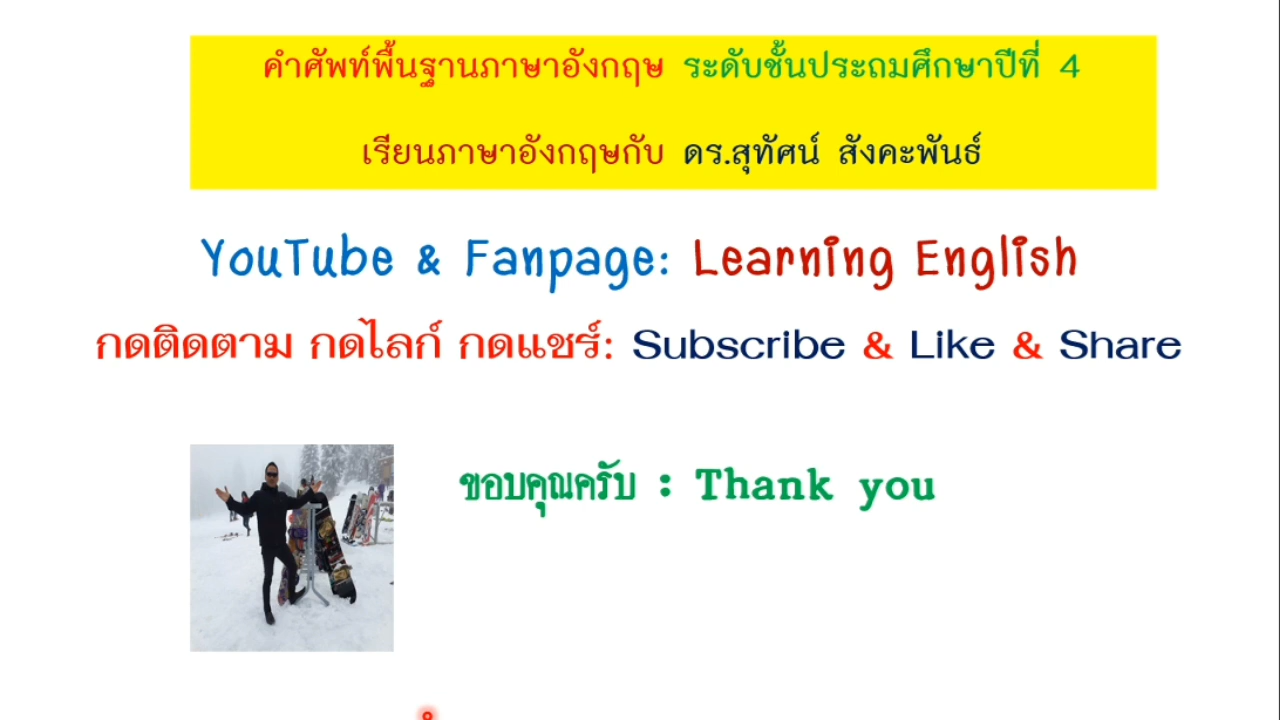 คำศัพท์พื้นฐานภาษาอังกฤษ ระดับชั้นประถมศึกษาปีที่ 4
เรียนภาษาอังกฤษกับ ดร.สุทัศน์ สังคะพันธ์
YouTube & Fanpage: Learning English
กดติดตาม กดไลก์ กดแชร์: Subscribe & Like & Share
ขอบคุณครับ : Thank you